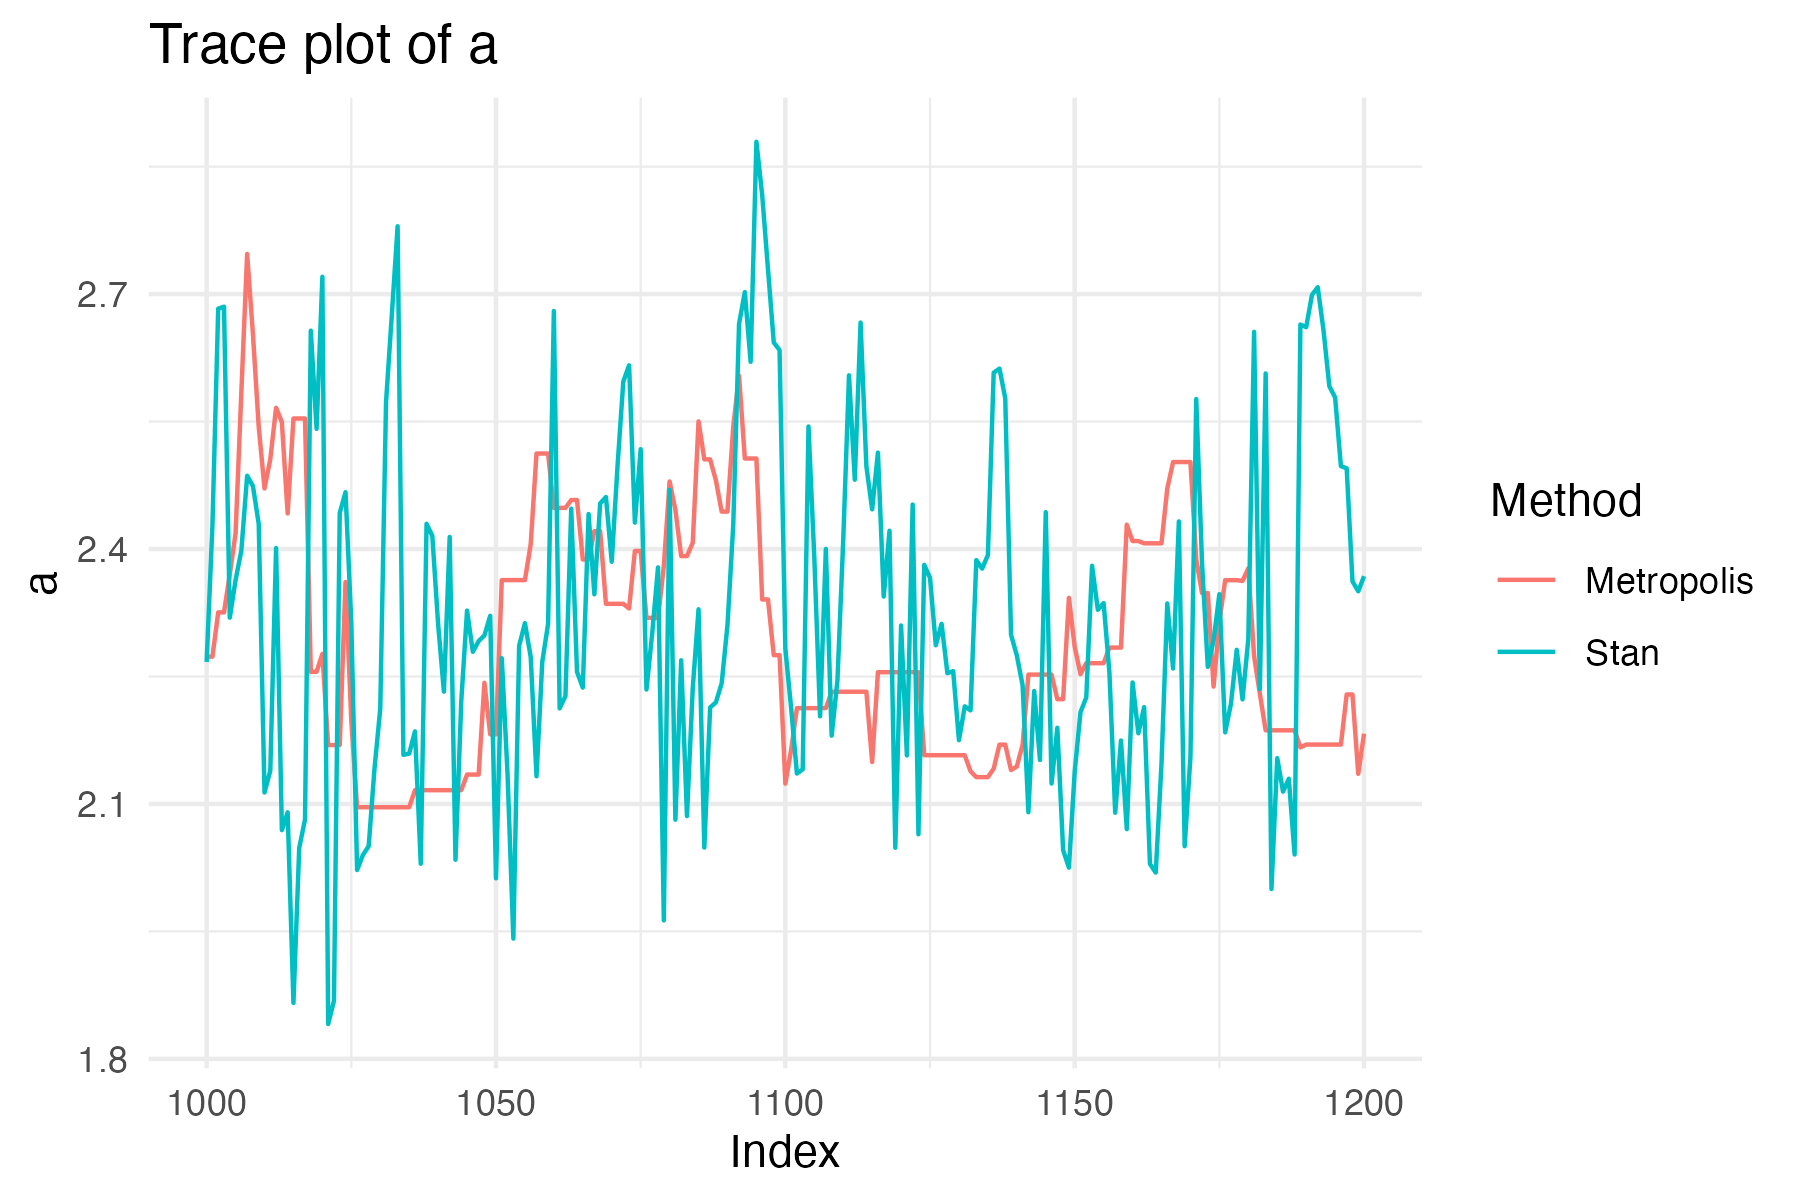 Trace plot of a
a
2.7
2.4
2.1
1.8
1000 1050 1100 1150 1200
Index
Method
Metropolis
Stan